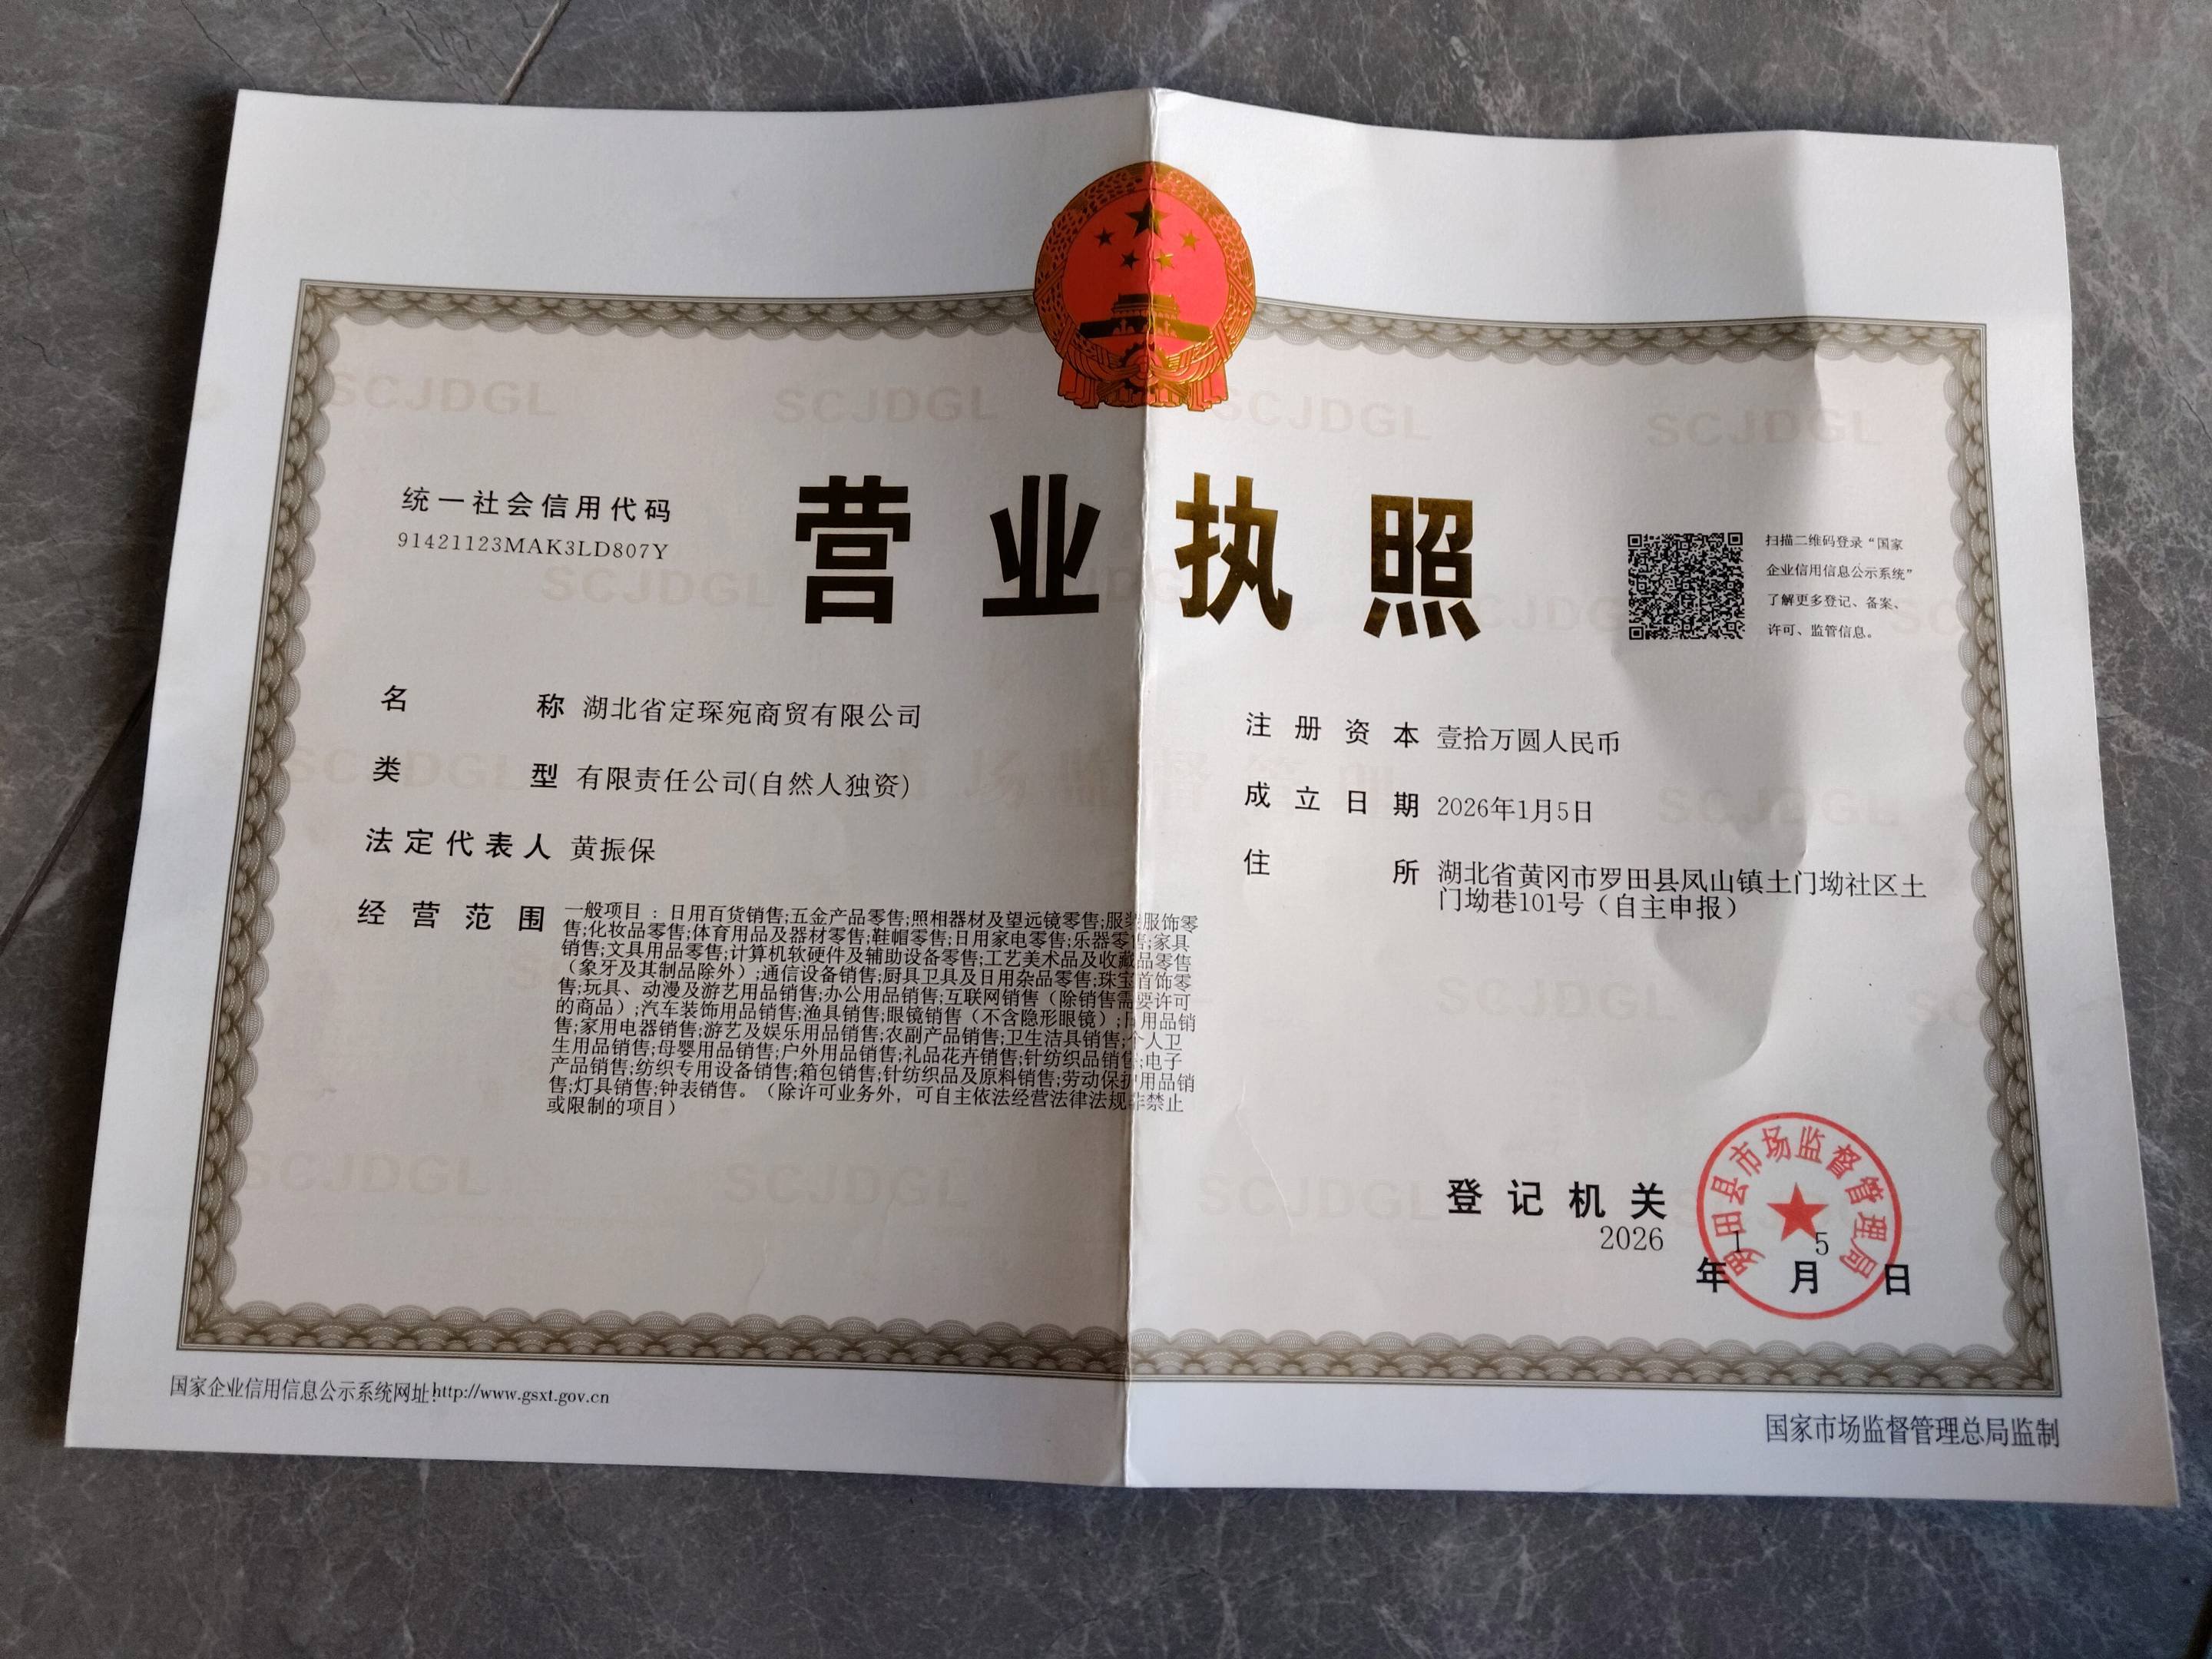 营业执照
统一社会信用代码
91421123MAK3LD807Y
扫描二维码登录“国家
企业信用信息公示系统”
了解更多登记、备案、
许可、监管信息。
名称 湖北省定琛宛商贸有限公司
类型 有限责任公司(自然人独资)
法定代表人 黄振保
经营范围 一般项目：日用百货销售;五金产品零售;照相器材及望远镜零售;服装服饰零
售;化妆品零售;体育用品及器材零售;鞋帽零售;日用家电零售;乐器零售;家具
销售;文具用品零售;计算机软硬件及辅助设备零售;工艺美术品及收藏品零售
（象牙及其制品除外）;通信设备销售;厨具卫具及日用杂品零售;珠宝首饰零
售;玩具、动漫及游艺用品销售;办公用品销售;互联网销售（除销售需要许可
的商品）;汽车装饰用品销售;渔具销售;眼镜销售（不含隐形眼镜）;日用品销
售;家用电器销售;游艺及娱乐用品销售;农副产品销售;卫生洁具销售;个人卫
生用品销售;母婴用品销售;户外用品销售;礼品花卉销售;针纺织品销售;电子
产品销售;纺织专用设备销售;箱包销售;针纺织品及原料销售;劳动保护用品销
售;灯具销售;钟表销售。（除许可业务外，可自主依法经营法律法规非禁止
或限制的项目）
注册资本 壹拾万圆人民币
成立日期 2026年1月5日
住所 湖北省黄冈市罗田县凤山镇土门坳社区土
门坳巷101号（自主申报）
登记机关
罗田县市场监督管理局
2026 1 5
年 月 日
国家企业信用信息公示系统网址:http://www.gsxt.gov.cn
国家市场监督管理总局监制
SCJDGL